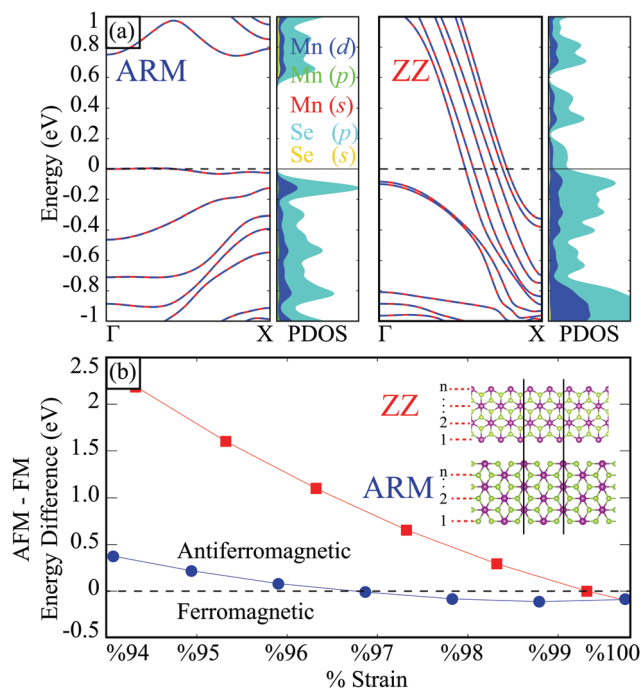 (a)
ARM
Mn (d)
Mn (p)
Mn (s)
Se (p)
Se (s)
ZZ
Energy (eV)
1
0.8
0.6
0.4
0.2
0
-0.2
-0.4
-0.6
-0.8
-1
Γ X PDOS Γ X PDOS
(b)
ZZ
ARM
n
:
2
1
n
:
2
1
AFM - FM
Energy Difference (eV)
2.5
2
1.5
1
0.5
0
-0.5
Antiferromagnetic
Ferromagnetic
%94 %95 %96 %97 %98 %99 %100
% Strain